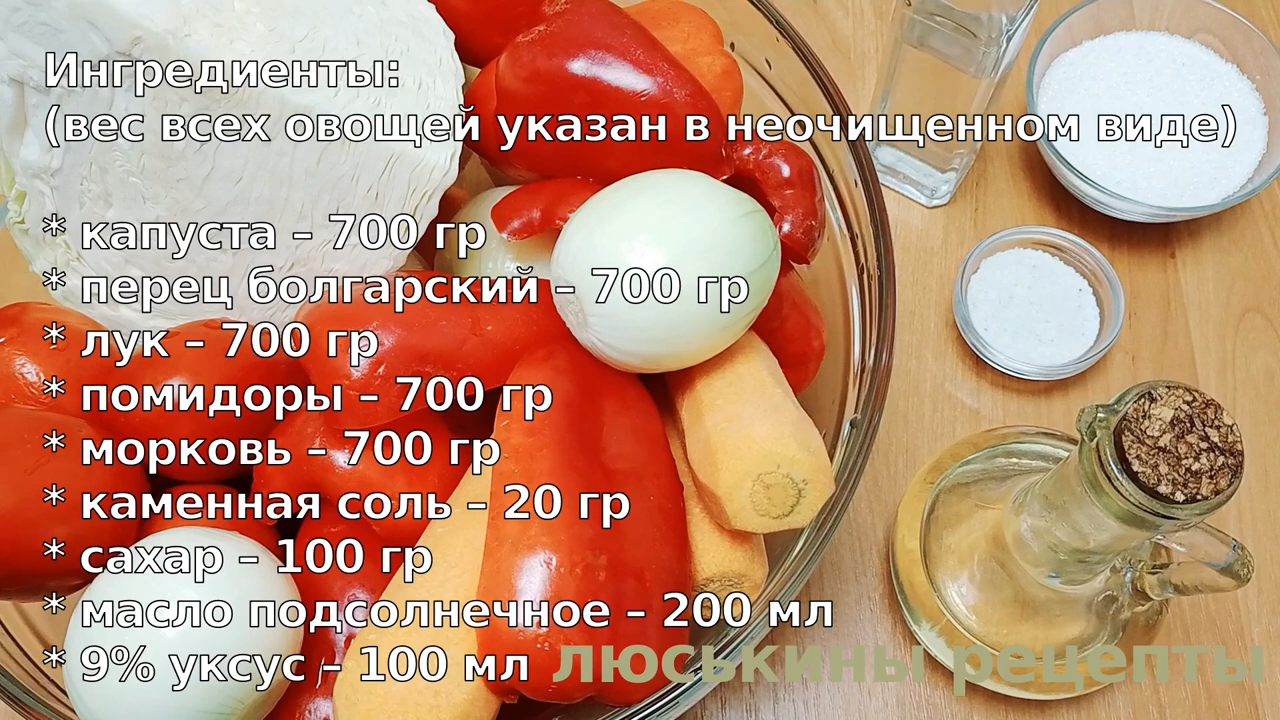 Ингредиенты:
(вес всех овощей указан в неочищенном виде)
* капуста – 700 гр
* перец болгарский – 700 гр
* лук – 700 гр
* помидоры – 700 гр
* морковь – 700 гр
* каменная соль – 20 гр
* сахар – 100 гр
* масло подсолнечное – 200 мл
* 9% уксус – 100 мл
люськины рецепты